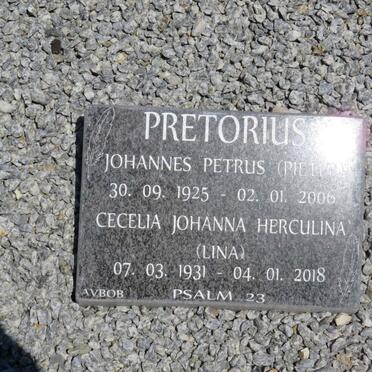 PRETORIUS
JOHANNES PETRUS
30. 09. 1925 - 02. 01. 2006
CECELIA JOHANNA HERCULINA
(LINA)
07. 03. 1931 - 04. 01. 2018
AVBOB PSALM 23